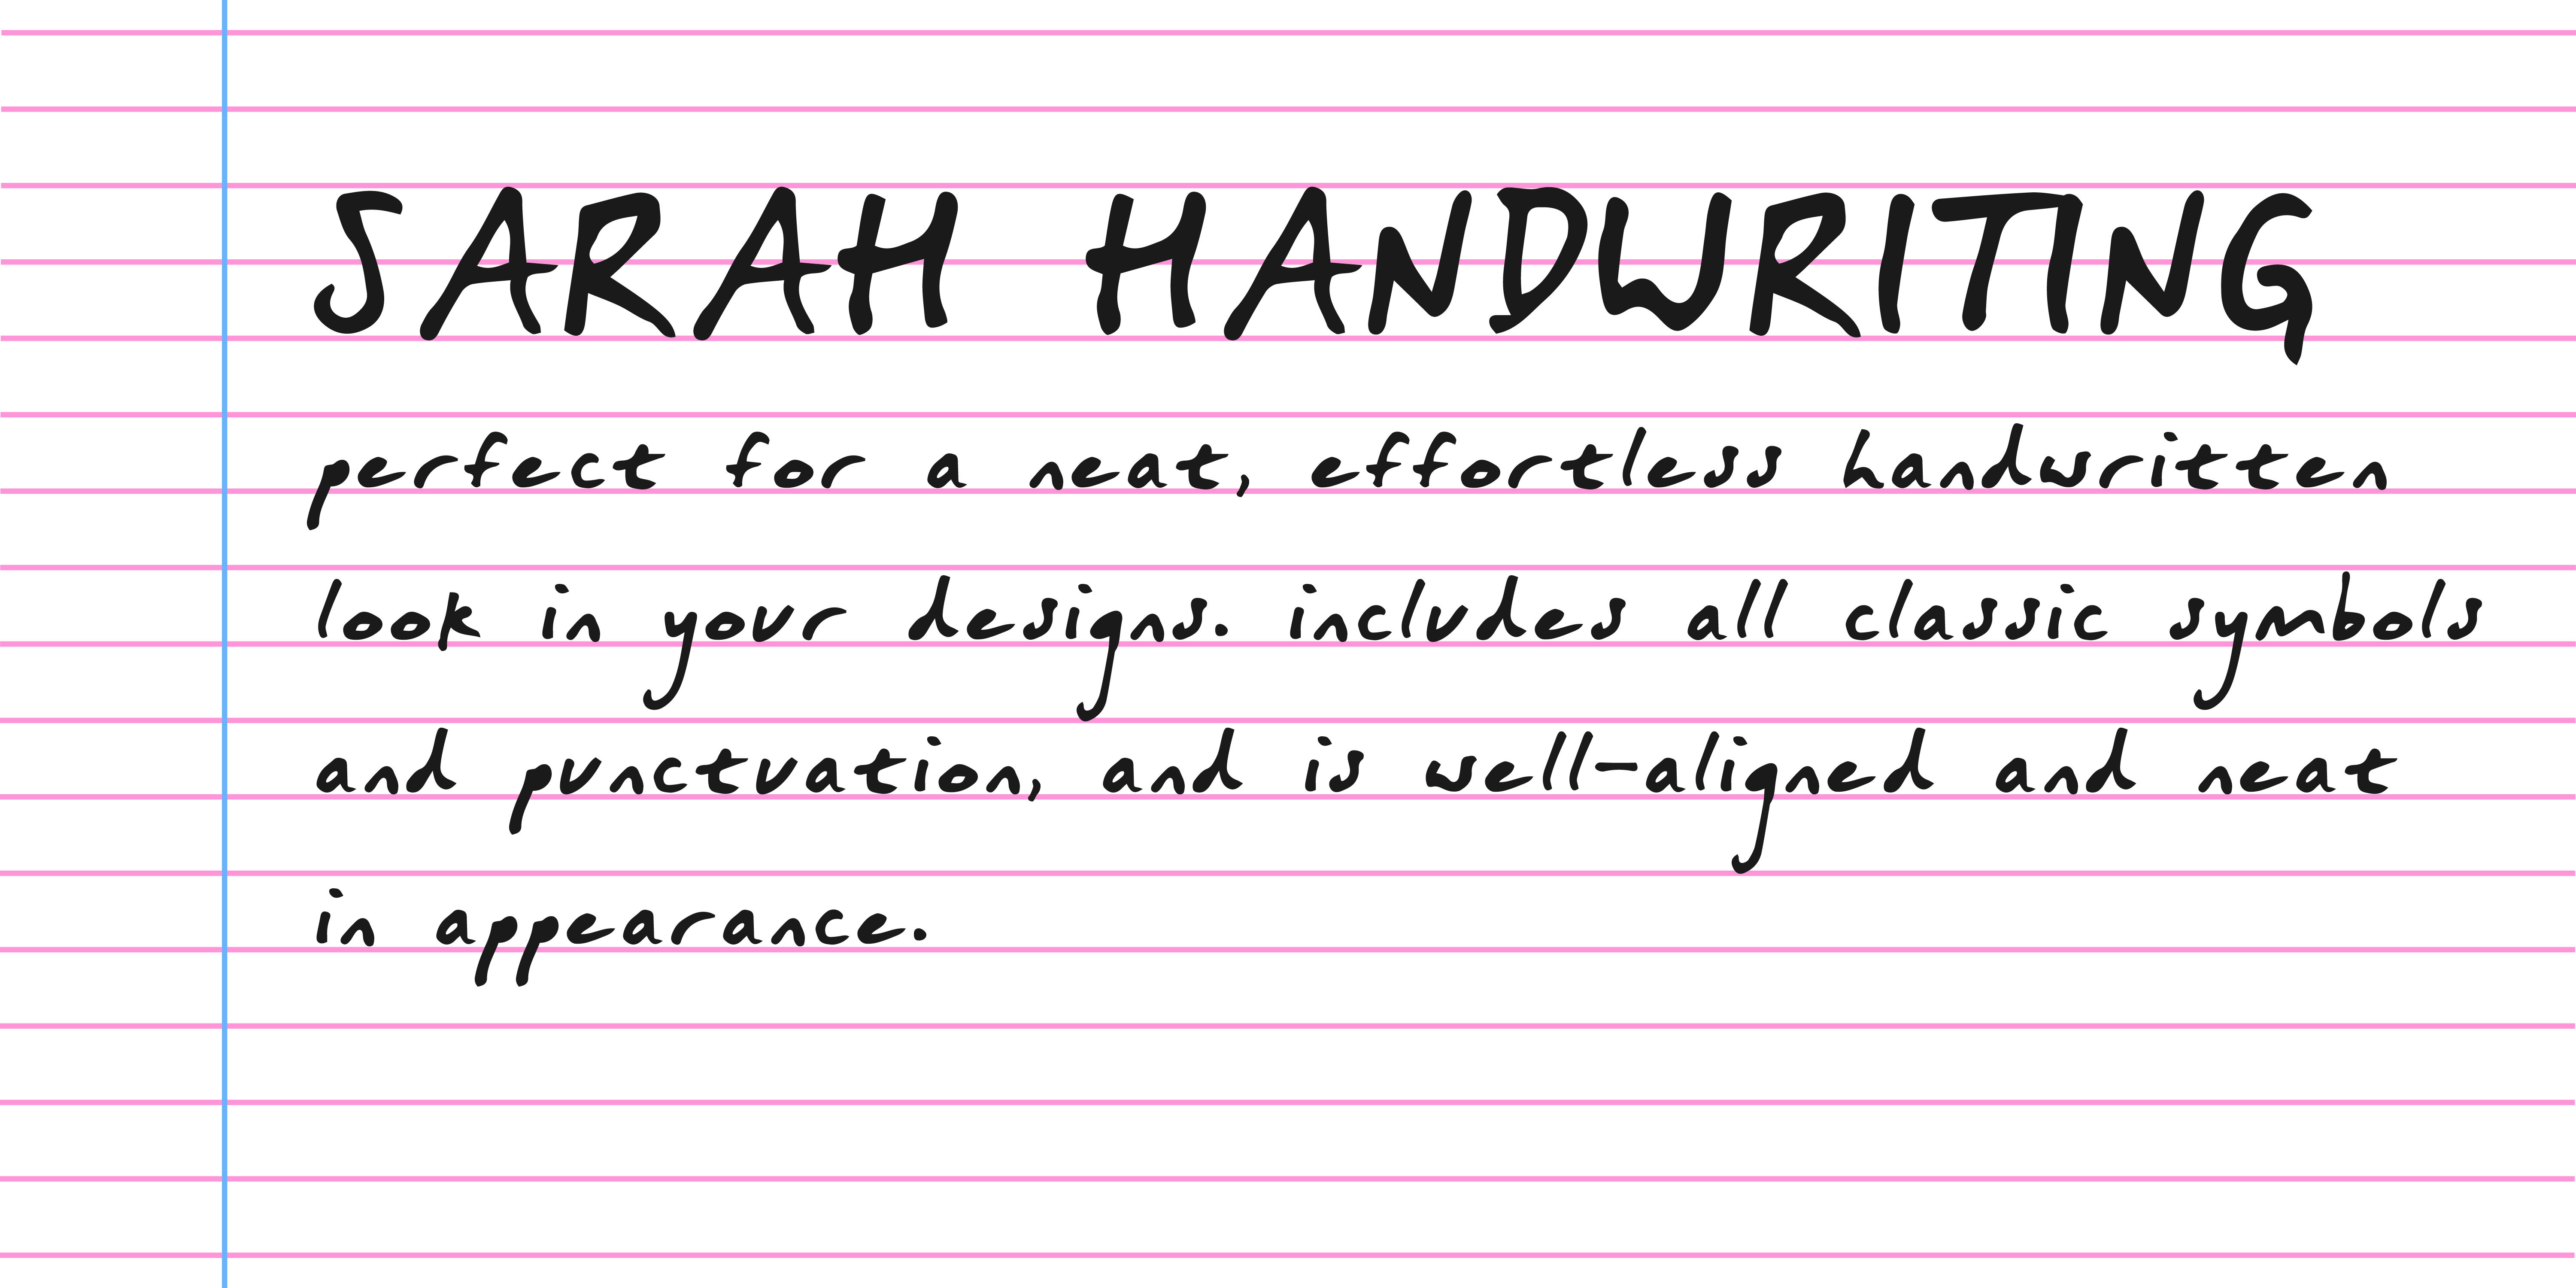 SARAH HANDWRITING
perfect for a neat, effortless handwritten
look in your designs. includes all classic symbols
and punctuation, and is well-aligned and neat
in appearance.